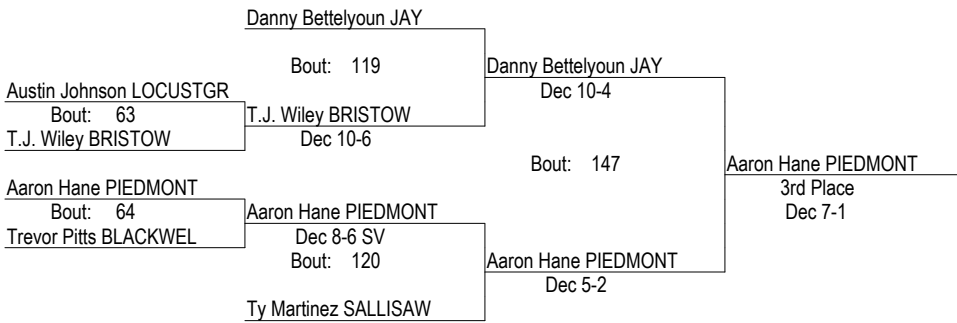 Danny Bettelyoun JAY
Bout: 119
Danny Bettelyoun JAY
Austin Johnson LOCUSTGR
Dec 10-4
Bout: 63
T.J. Wiley BRISTOW
T.J. Wiley BRISTOW
Dec 10-6
Bout: 147
Aaron Hane PIEDMONT
Aaron Hane PIEDMONT
3rd Place
Bout: 64
Aaron Hane PIEDMONT
Dec 7-1
Trevor Pitts BLACKWEL
Dec 8-6 SV
Bout: 120
Aaron Hane PIEDMONT
Dec 5-2
Ty Martinez SALLISAW